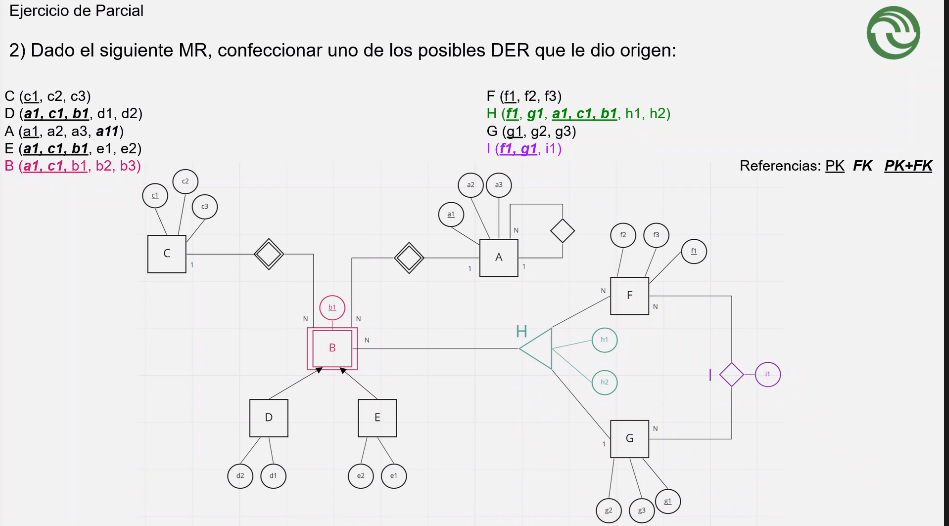 Ejercicio de Parcial
2) Dado el siguiente MR, confeccionar uno de los posibles DER que le dio origen:
C (c1, c2, c3)
D (a1, c1, b1, d1, d2)
A (a1, a2, a3, a11)
E (a1, c1, b1, e1, e2)
B (a1, c1, b1, b2, b3)
F (f1, f2, f3)
H (f1, g1, a1, c1, b1, h1, h2)
G (g1, g2, g3)
I (f1, g1, i1)
Referencias: PK FK PK+FK
c1
c2
c3
C
1
a1
a2
a3
A
1
N
1
f2
f3
f1
F
N
N
b1
N
N
B
N
H
h1
h2
I
i1
D
E
d2
d1
e2
e1
G
1
N
g2
g3
g1